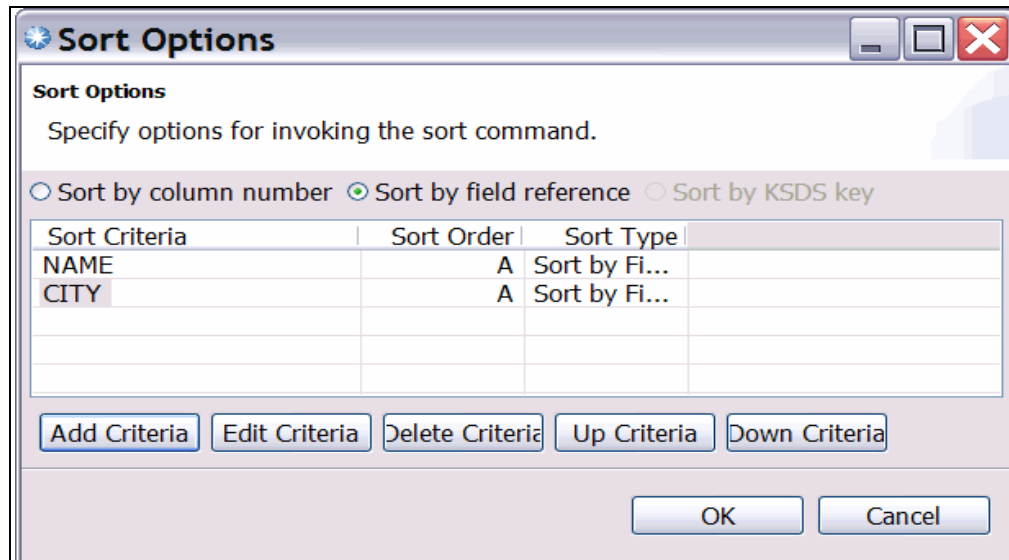 Sort Options
Sort Options
Specify options for invoking the sort command.
Sort by column number Sort by field reference Sort by KSDS key
Sort Criteria Sort Order Sort Type
NAME A Sort by Fi...
CITY A Sort by Fi...
Add Criteria Edit Criteria Delete Criteria Up Criteria Down Criteria
OK Cancel